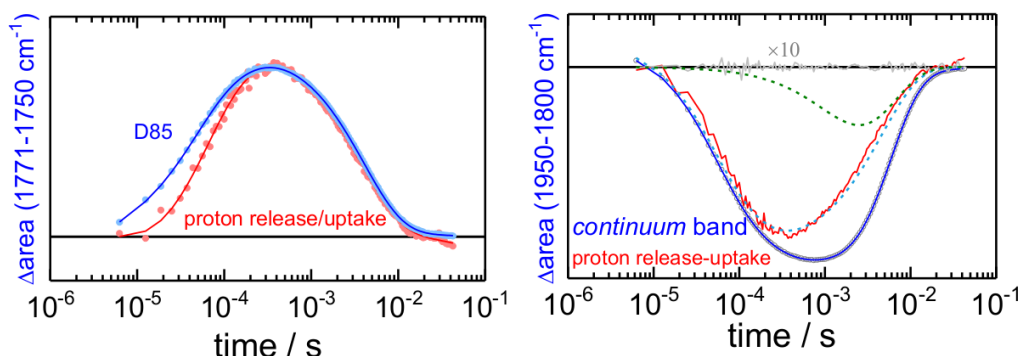 Δarea (1771-1750 cm⁻¹)
D85
proton release/uptake
10⁻⁶ 10⁻⁵ 10⁻⁴ 10⁻³ 10⁻² 10⁻¹
time / s
Δarea (1950-1800 cm⁻¹)
×10
continuum band
proton release-uptake
10⁻⁶ 10⁻⁵ 10⁻⁴ 10⁻³ 10⁻² 10⁻¹
time / s